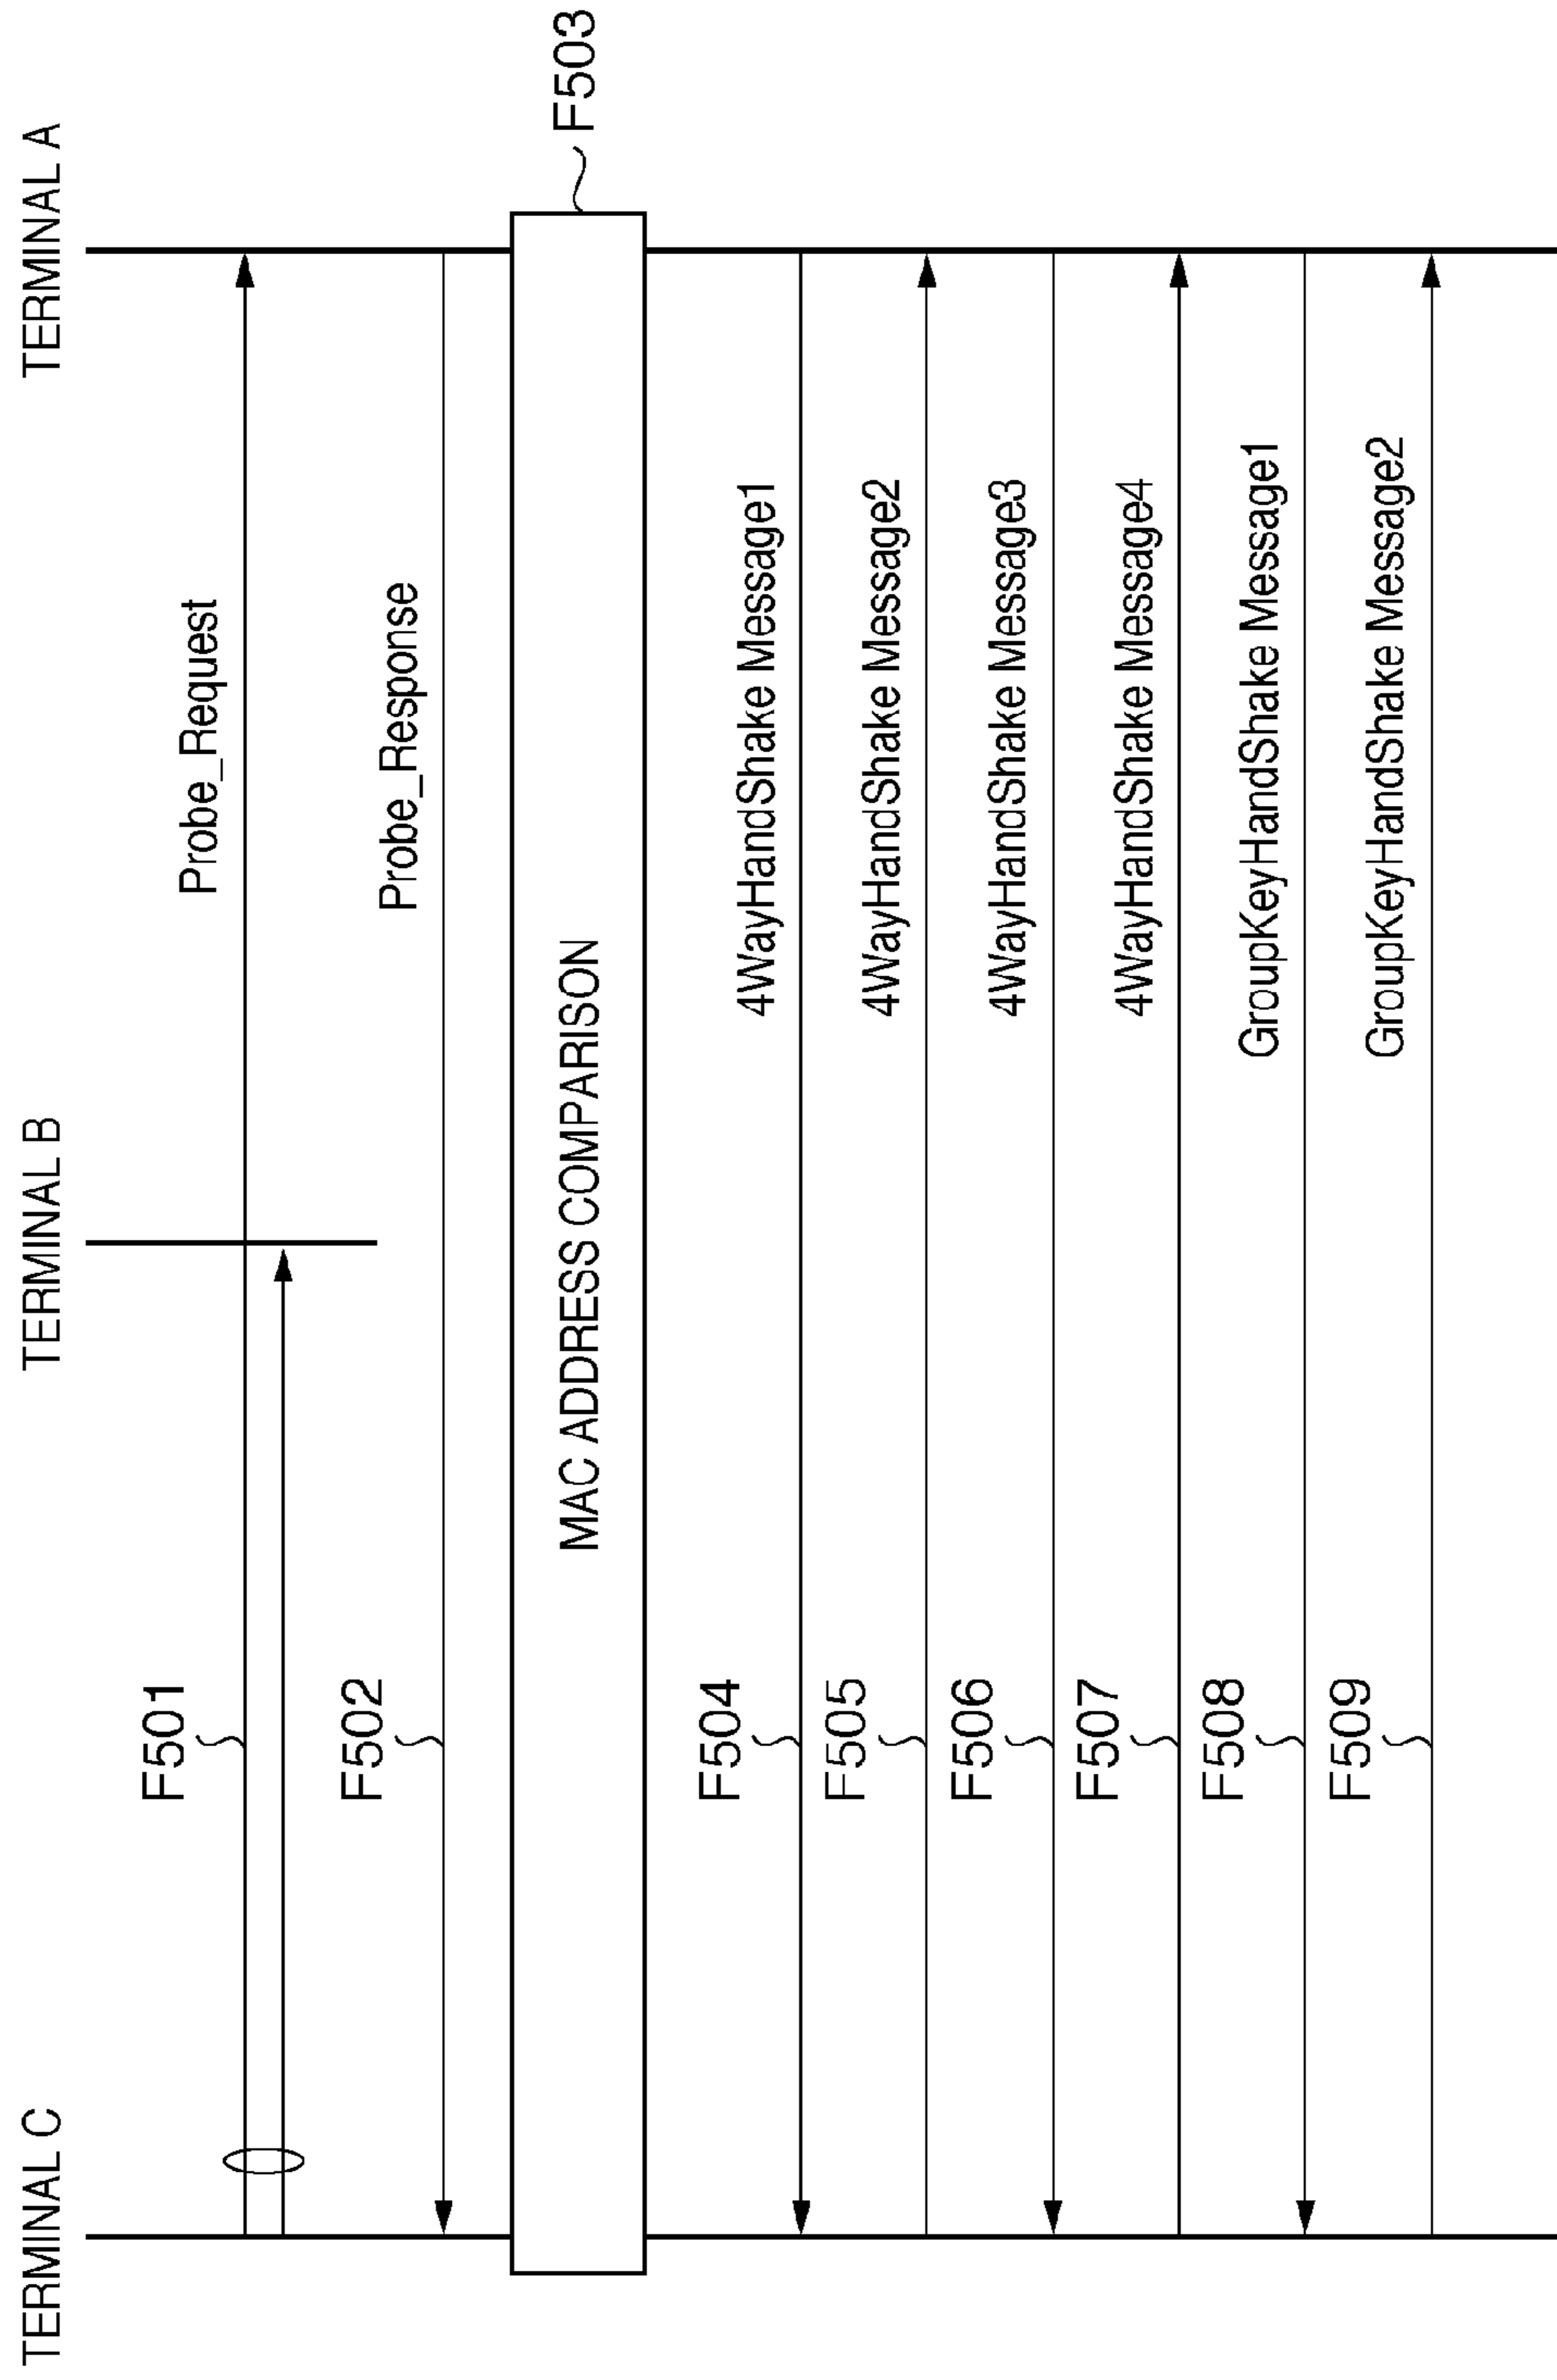 TERMINAL C
TERMINAL B
TERMINAL A
F501
Probe_Request
F502
Probe_Response
MAC ADDRESS COMPARISON
F503
F504
4WayHandShake Message1
F505
4WayHandShake Message2
F506
4WayHandShake Message3
F507
4WayHandShake Message4
F508
GroupKeyHandShake Message1
F509
GroupKeyHandShake Message2